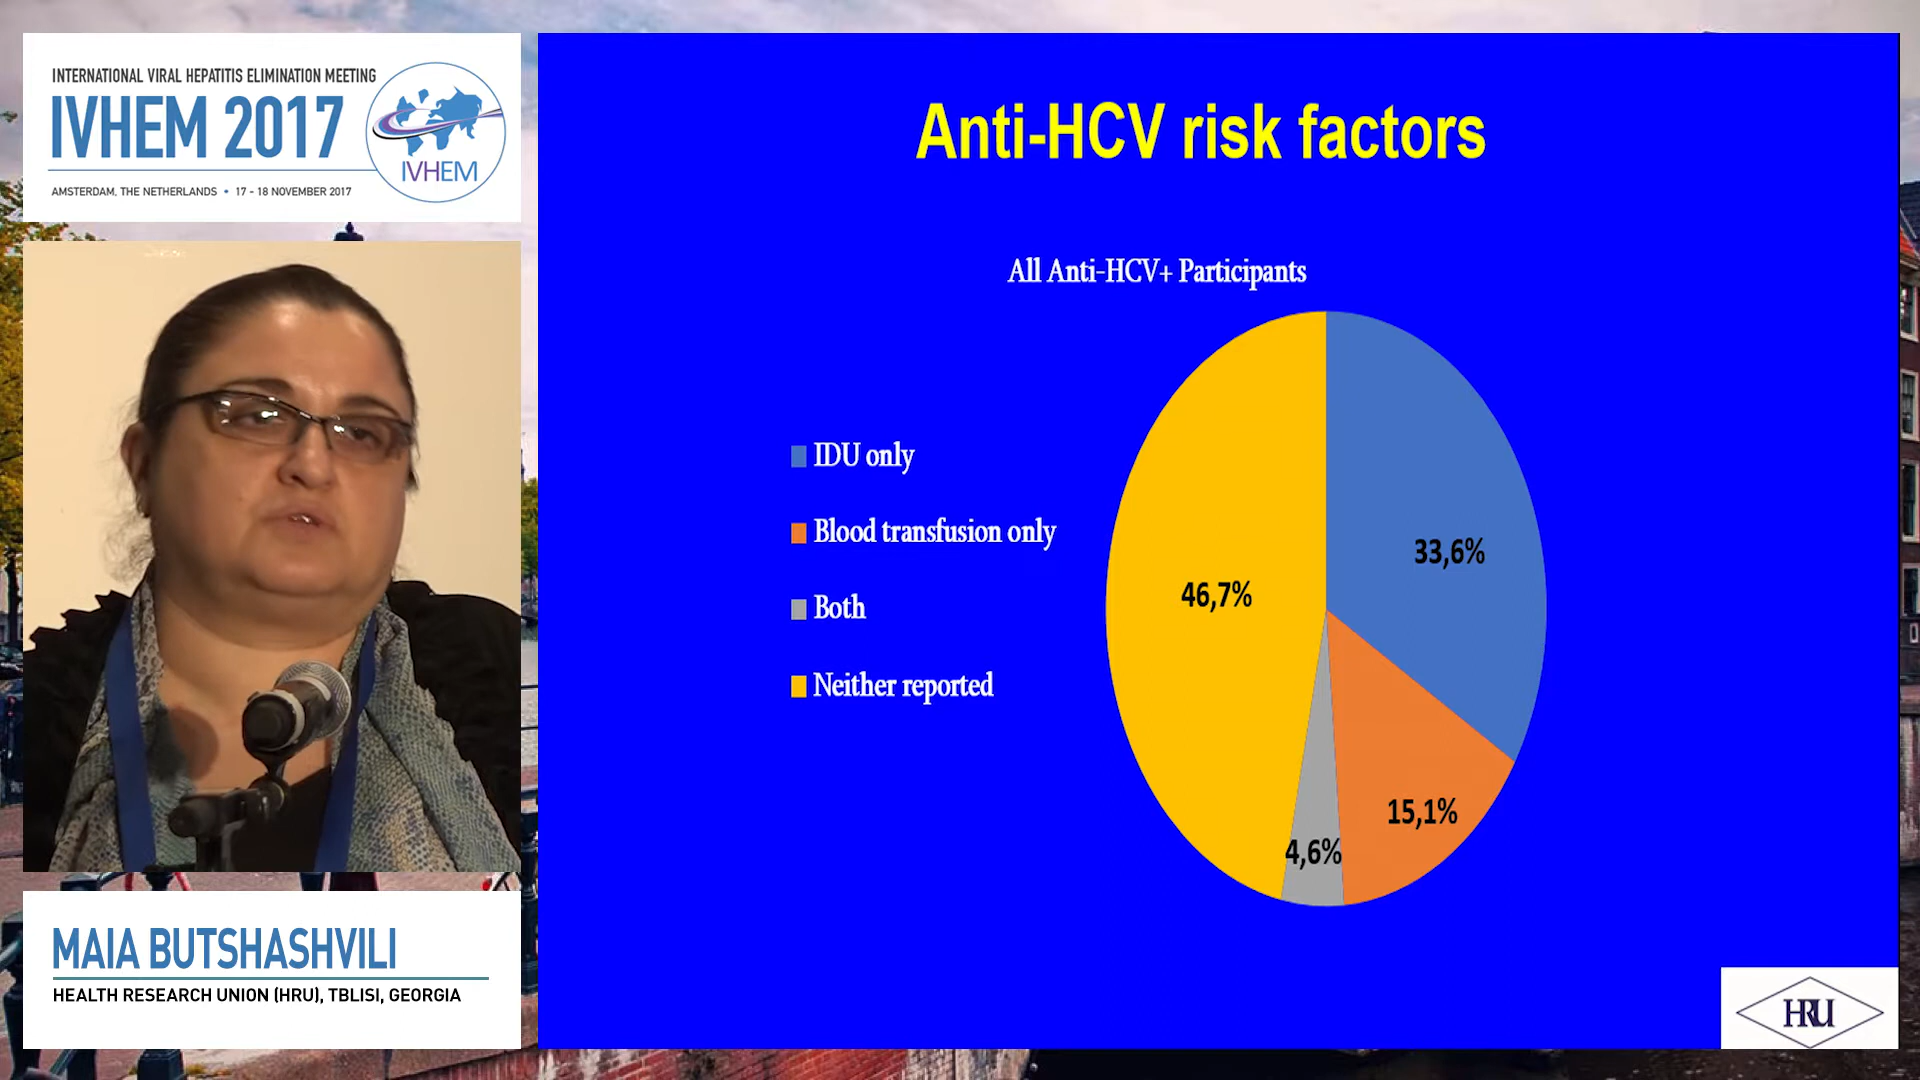 INTERNATIONAL VIRAL HEPATITIS ELIMINATION MEETING
IVHEM 2017
IVHEM
AMSTERDAM, THE NETHERLANDS • 17 - 18 NOVEMBER 2017
MAIA BUTSHASHVILI
HEALTH RESEARCH UNION (HRU), TBLISI, GEORGIA
Anti-HCV risk factors
All Anti-HCV+ Participants
IDU only
Blood transfusion only
Both
Neither reported
33,6%
46,7%
15,1%
4,6%
HRU